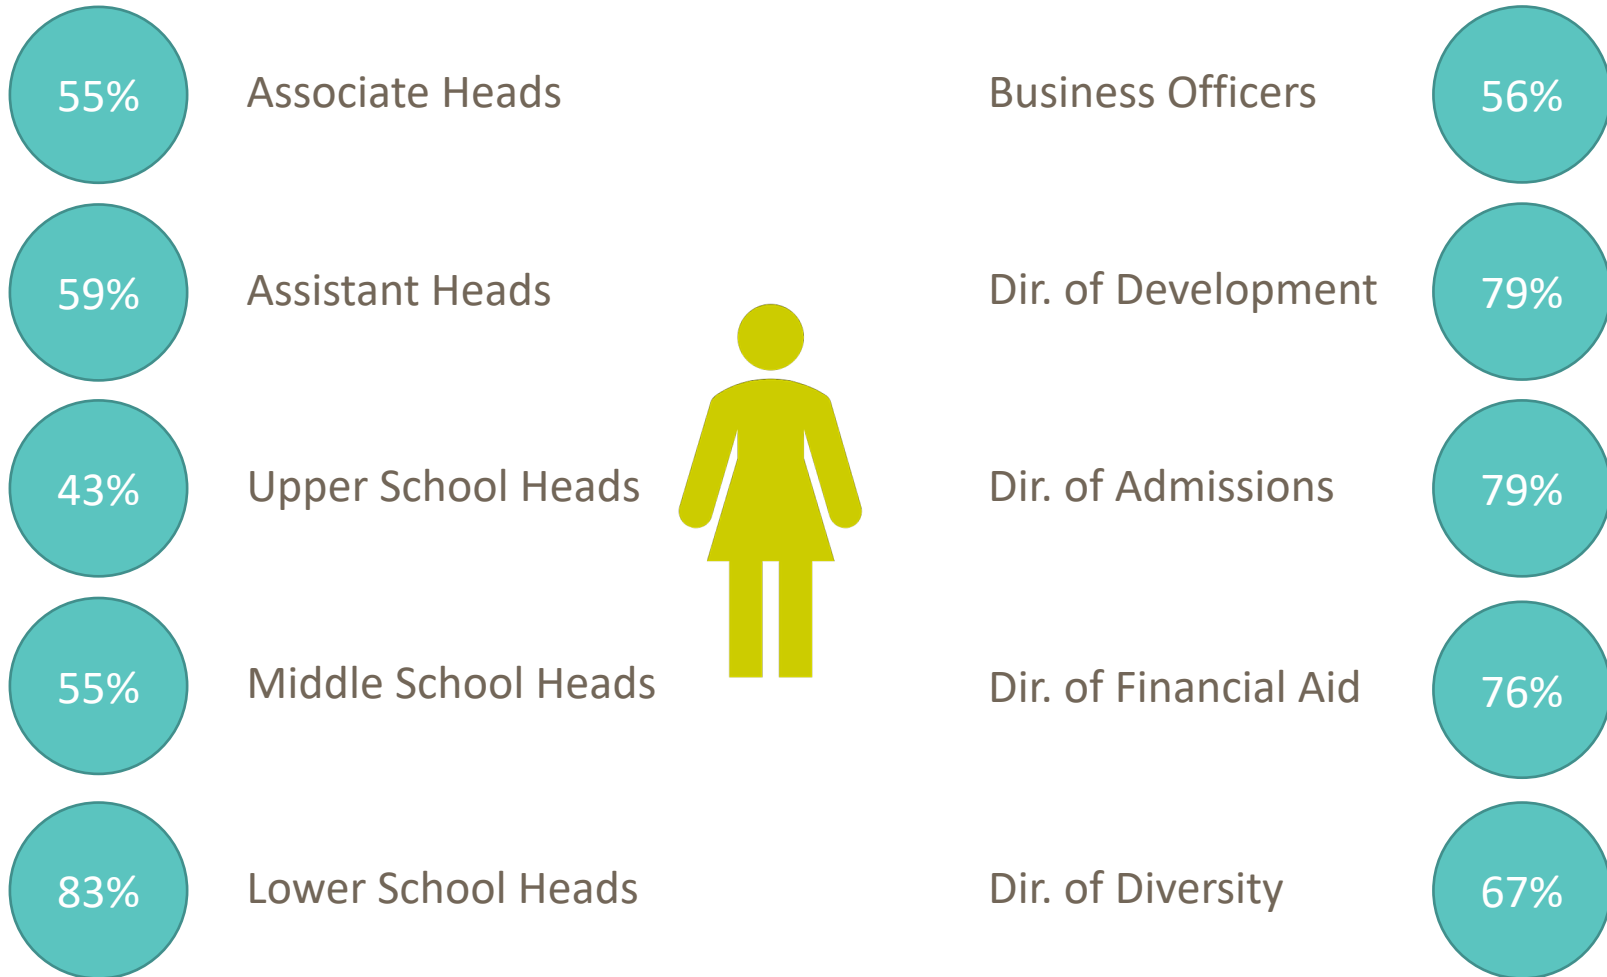 55% Associate Heads
59% Assistant Heads
43% Upper School Heads
55% Middle School Heads
83% Lower School Heads
Business Officers 56%
Dir. of Development 79%
Dir. of Admissions 79%
Dir. of Financial Aid 76%
Dir. of Diversity 67%